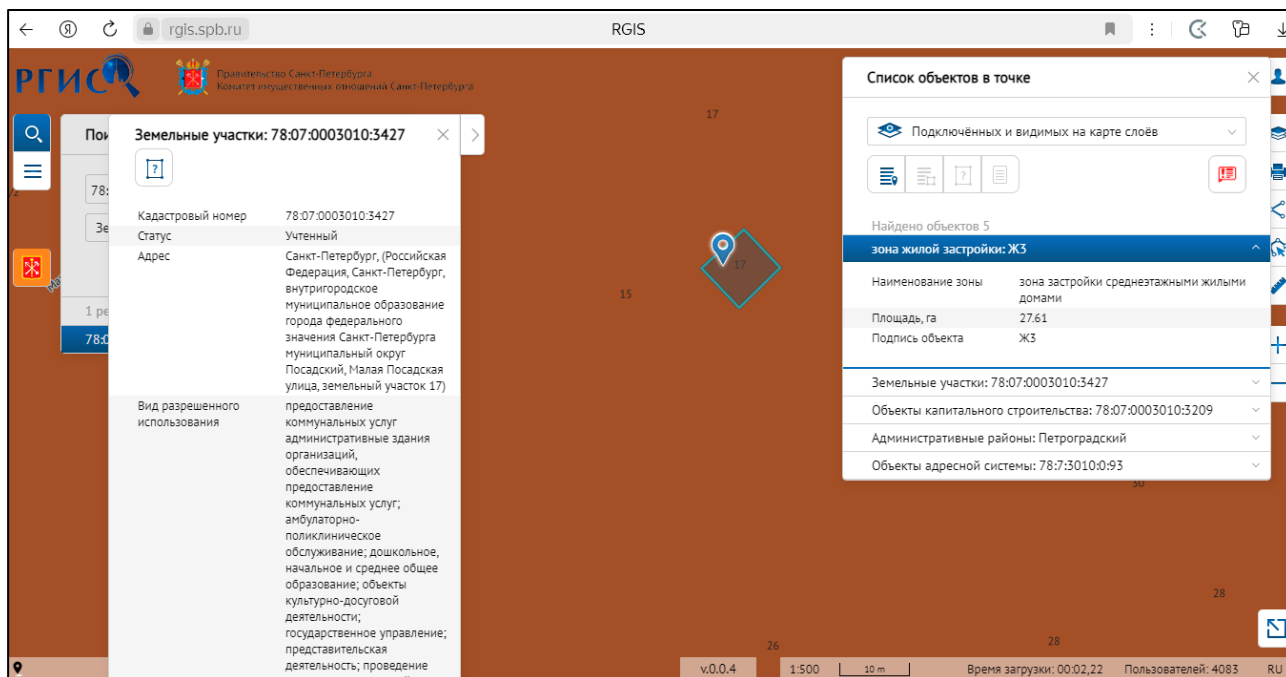 rgis.spb.ru
RGIS
РГИС
Правительство Санкт-Петербурга
Комитет имущественных отношений Санкт-Петербурга
Пои
78:
Зе
1 ре
78:0
Земельные участки: 78:07:0003010:3427
Кадастровый номер 78:07:0003010:3427
Статус Учтенный
Адрес Санкт-Петербург, (Российская
Федерация, Санкт-Петербург,
внутригородское
муниципальное образование
города федерального
значения Санкт-Петербурга
муниципальный округ
Посадский, Малая Посадская
улица, земельный участок 17)
Вид разрешенного предоставление
использования коммунальных услуг
административные здания
организаций,
обеспечивающих
предоставление
коммунальных услуг;
амбулаторно-
поликлиническое
обслуживание; дошкольное,
начальное и среднее общее
образование; объекты
культурно-досуговой
деятельности;
государственное управление;
представительская
деятельность; проведение
17
17
15
Список объектов в точке
Подключённых и видимых на карте слоёв
Найдено объектов 5
зона жилой застройки: Ж3
Наименование зоны зона застройки среднеэтажными жилыми
домами
Площадь, га 27.61
Подпись объекта Ж3
Земельные участки: 78:07:0003010:3427
Объекты капитального строительства: 78:07:0003010:3209
Административные районы: Петроградский
Объекты адресной системы: 78:7:3010:0:93
30
28
28
26
v.0.0.4 1:500 10 m Время загрузки: 00:02,22 Пользователей: 4083 RU